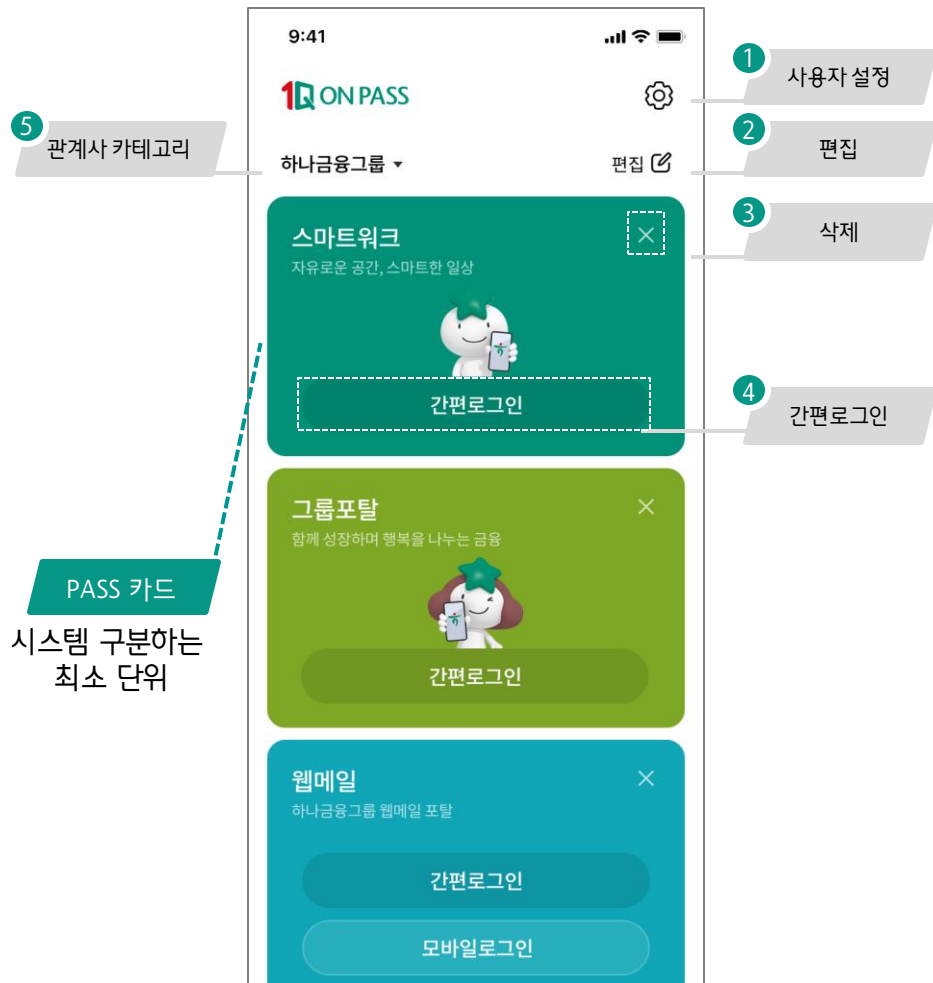 9:41
1Q ON PASS
1
사용자 설정
5
관계사 카테고리
하나금융그룹
편집
2
편집
스마트워크
자유로운 공간, 스마트한 일상
3
삭제
하
간편로그인
4
간편로그인
그룹포탈
함께 성장하며 행복을 나누는 금융
하
간편로그인
PASS 카드
시스템 구분하는
최소 단위
웹메일
하나금융그룹 웹메일 포탈
간편로그인
모바일로그인